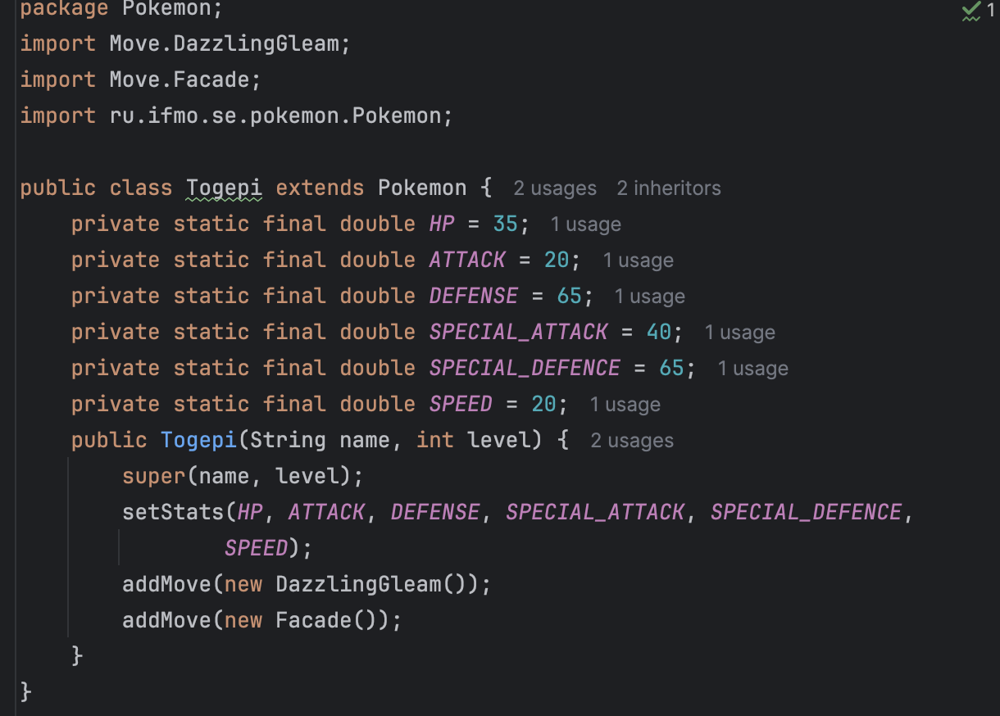 package Pokemon;
1
import Move.DazzlingGleam;
import Move.Facade;
import ru.ifmo.se.pokemon.Pokemon;
public class Togepi extends Pokemon { 2 usages 2 inheritors
private static final double HP = 35; 1 usage
private static final double ATTACK = 20; 1 usage
private static final double DEFENSE = 65; 1 usage
private static final double SPECIAL_ATTACK = 40; 1 usage
private static final double SPECIAL_DEFENCE = 65; 1 usage
private static final double SPEED = 20; 1 usage
public Togepi(String name, int level) { 2 usages
super(name, level);
setStats(HP, ATTACK, DEFENSE, SPECIAL_ATTACK, SPECIAL_DEFENCE,
SPEED);
addMove(new DazzlingGleam());
addMove(new Facade());
}
}